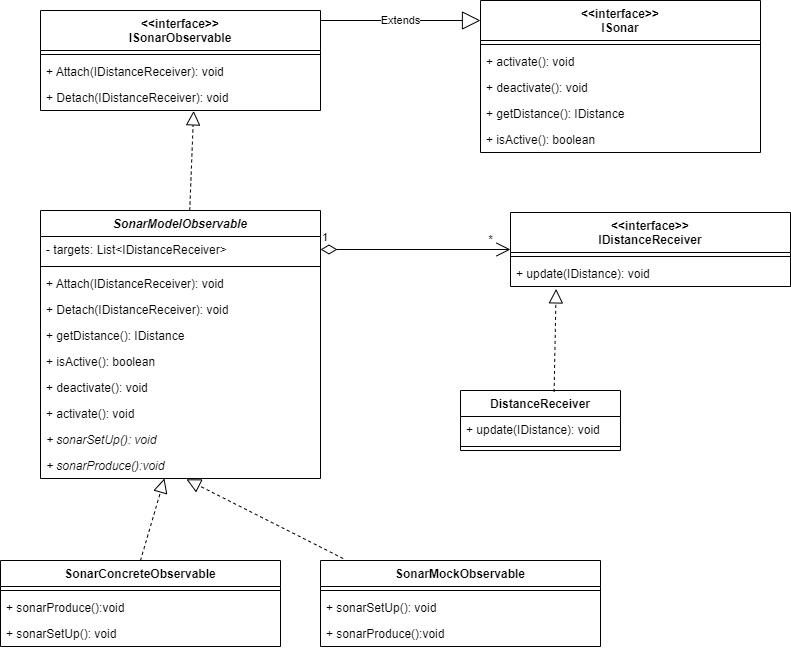 <<interface>>
ISonarObservable
+ Attach(IDistanceReceiver): void
+ Detach(IDistanceReceiver): void
Extends
<<interface>>
ISonar
+ activate(): void
+ deactivate(): void
+ getDistance(): IDistance
+ isActive(): boolean
SonarModelObservable
- targets: List<IDistanceReceiver>
+ Attach(IDistanceReceiver): void
+ Detach(IDistanceReceiver): void
+ getDistance(): IDistance
+ isActive(): boolean
+ deactivate(): void
+ activate(): void
+ sonarSetUp(): void
+ sonarProduce():void
1
*
<<interface>>
IDistanceReceiver
+ update(IDistance): void
DistanceReceiver
+ update(IDistance): void
SonarConcreteObservable
+ sonarProduce():void
+ sonarSetUp(): void
SonarMockObservable
+ sonarSetUp(): void
+ sonarProduce():void